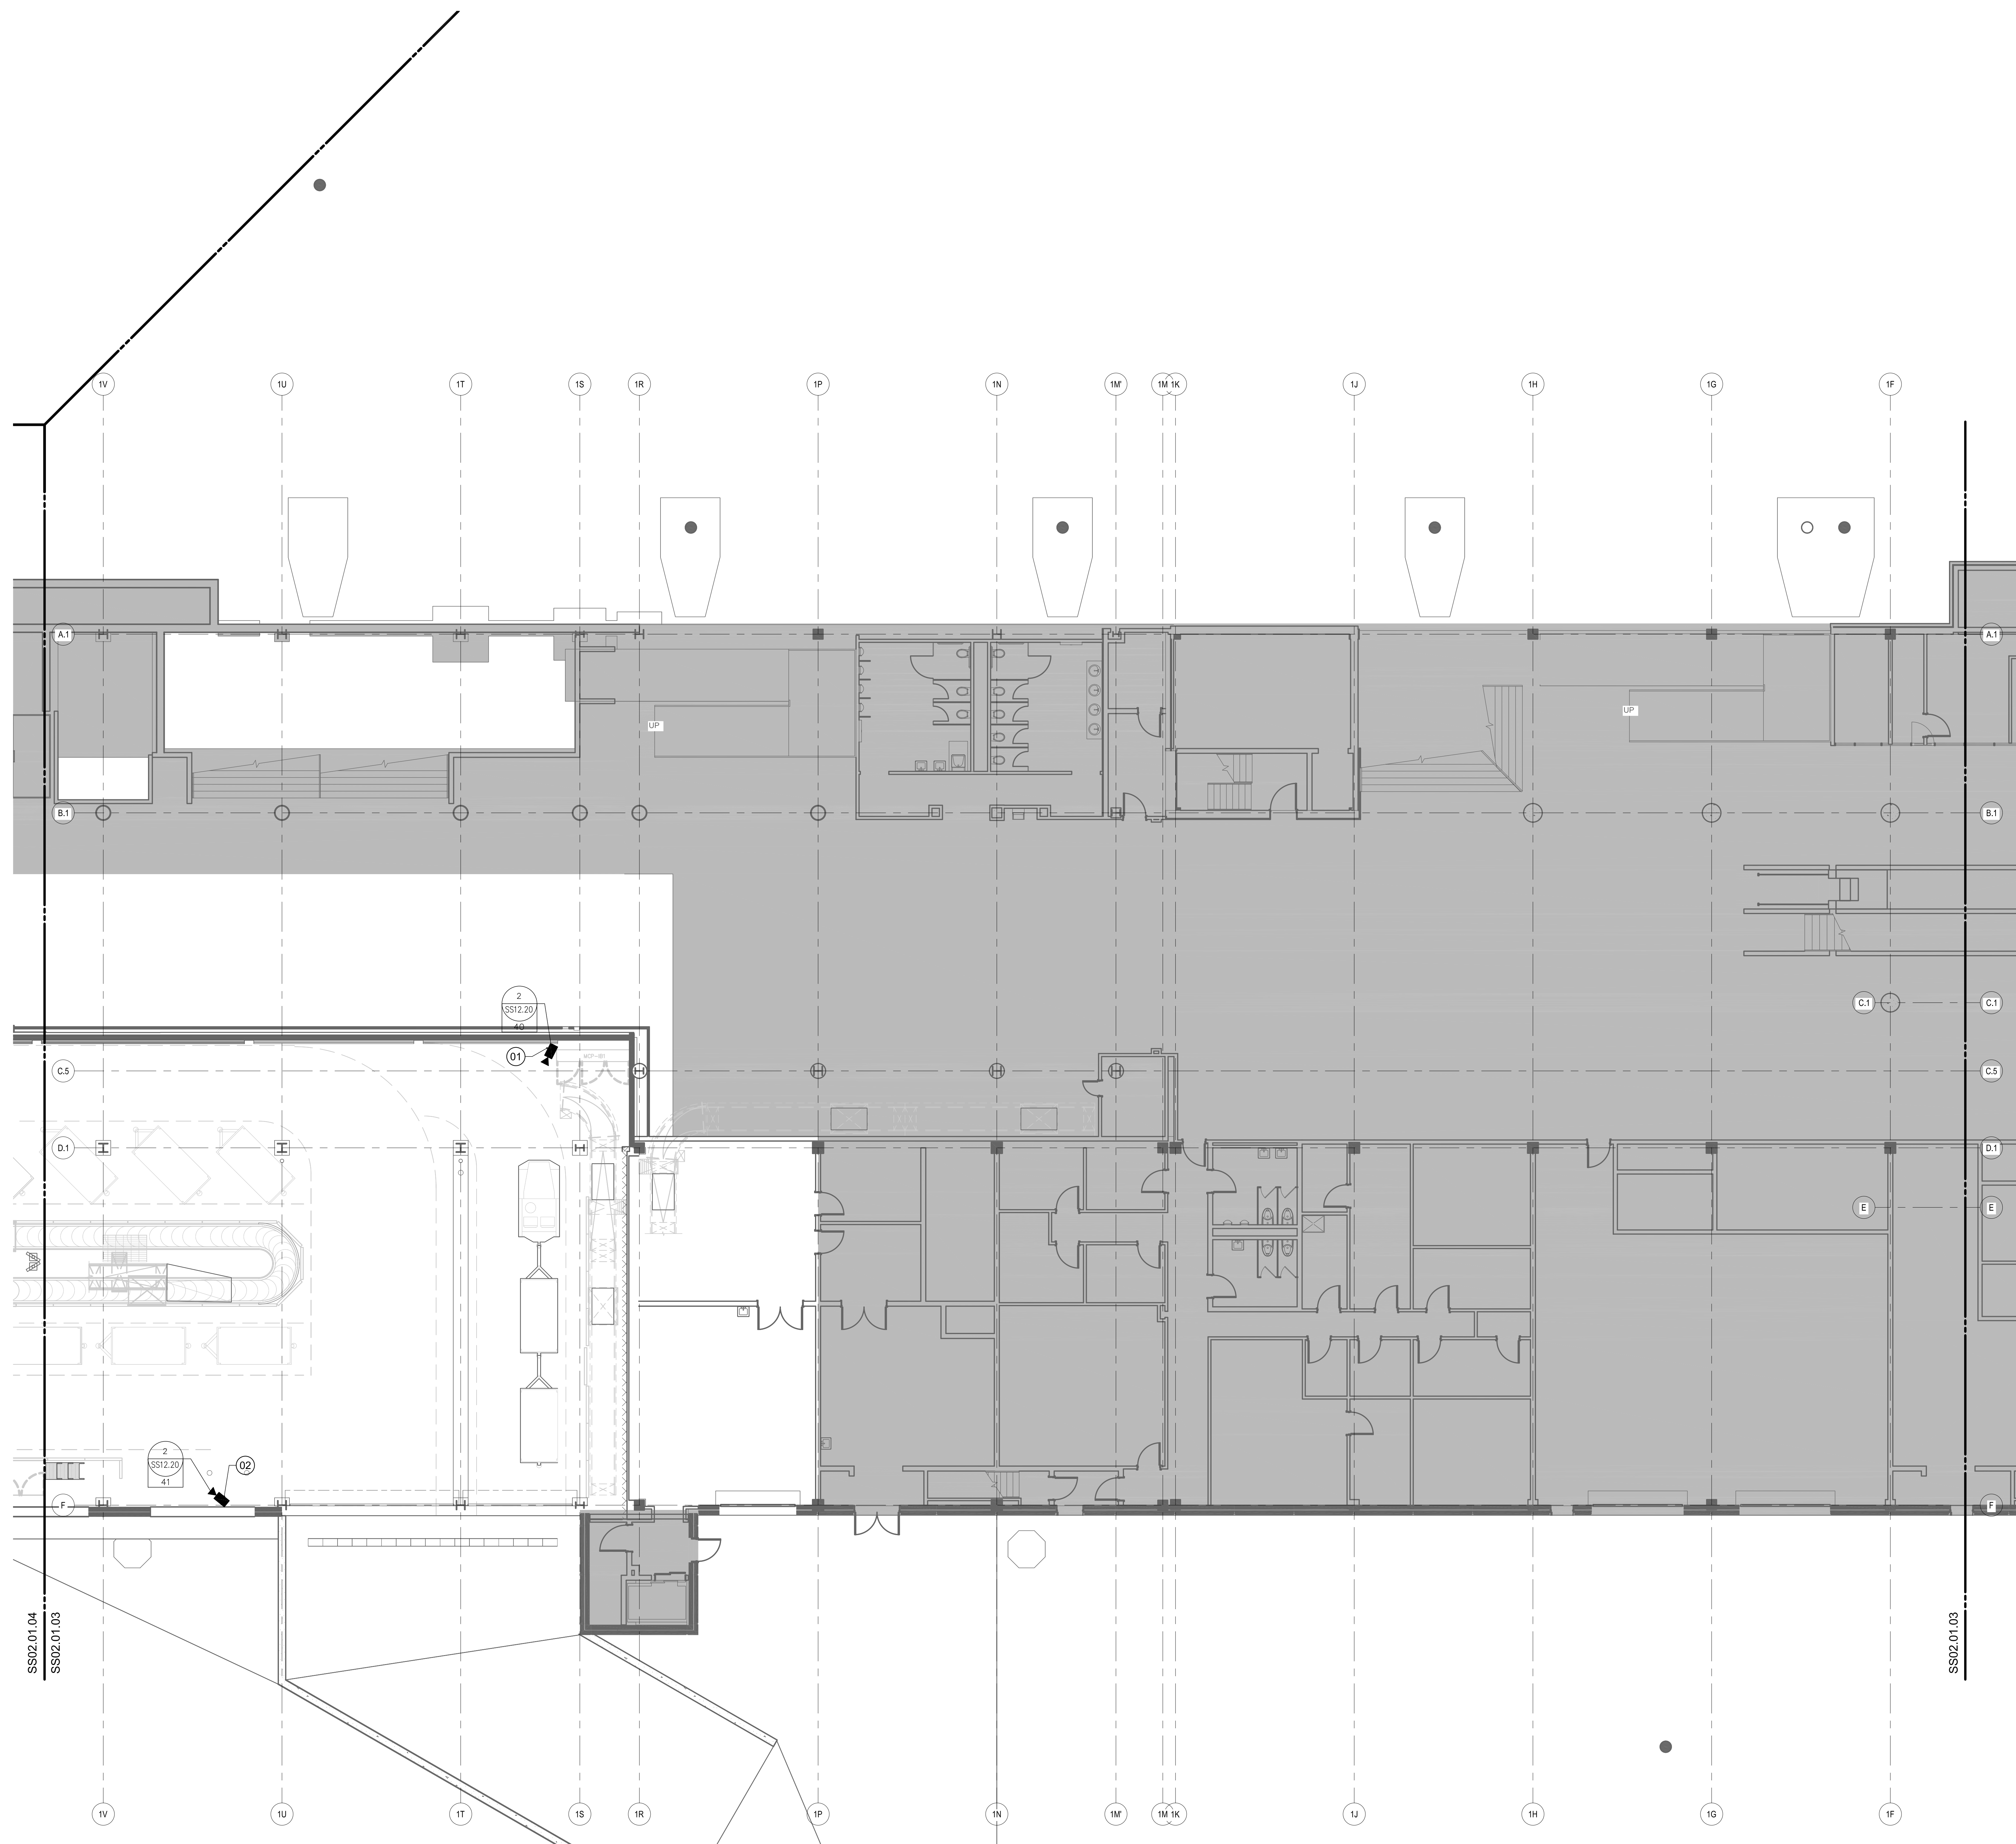 1V 1U 1T 1S 1R 1P 1N 1M' 1M 1K 1J 1H 1G 1F
A.1 A.1
UP UP
B.1 B.1
C.1 C.1
2
SS12.20
40
01
MCP-IB1
C.5 C.5
D.1 D.1
E E
2
SS12.20
41
02
F F
SS02.01.04
SS02.01.03
SS02.01.03
1V 1U 1T 1S 1R 1P 1N 1M' 1M 1K 1J 1H 1G 1F